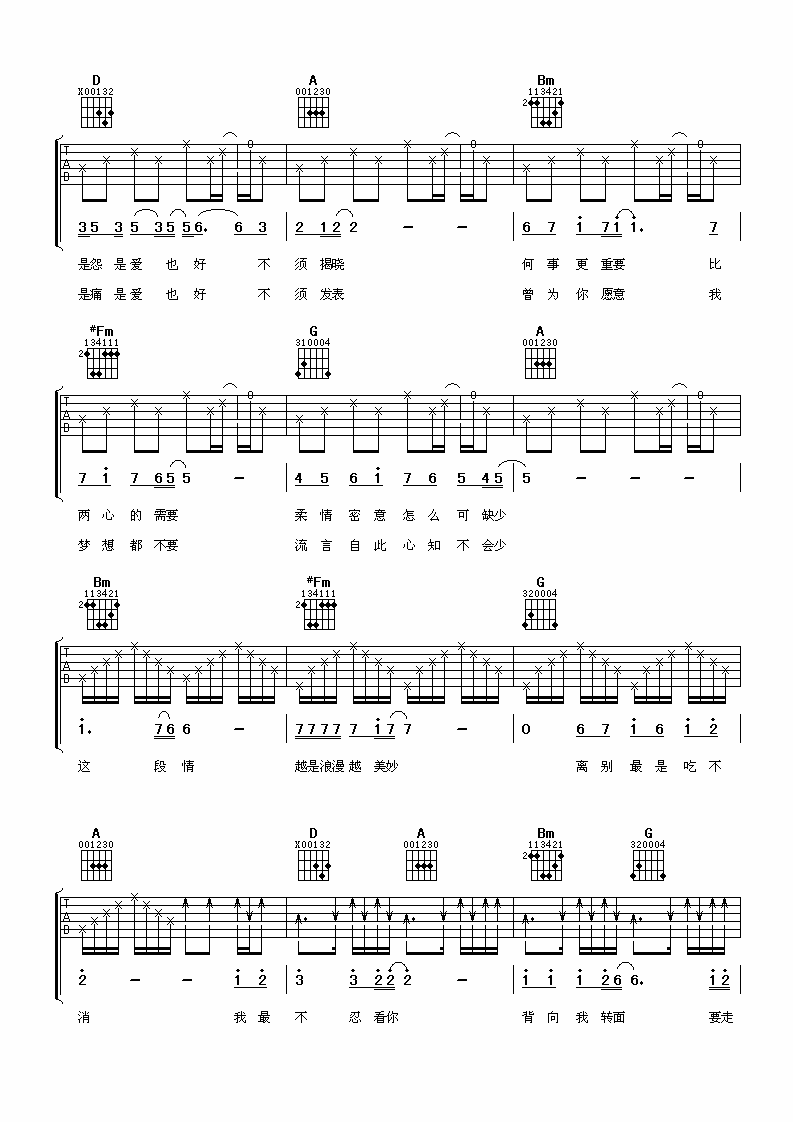 D A Bm
X00132 001230 113421
2
T A B
35 3 5 35 56. 6 3 2 12 2 - - 6 7 1 71 1. 7
是怨 是 爱 也 好 不 须 揭晓 何 事 更 重要 比
是痛 是 爱 也 好 不 须 发表 曾 为 你 愿意 我
#Fm G A
134111 310004 001230
2
T A B
7 1 7 65 5 - 4 5 6 1 7 6 5 45 5 - - -
两 心 的 需要 柔 情 密 意 怎 么 可 缺少
梦 想 都 不要 流 言 自 此 心 知 不 会少
Bm #Fm G
113421 134111 320004
2 2
T A B
1. 76 6 - 7777 7 17 7 - 0 6 7 1 6 1 2
这 段 情 越是浪漫 越 美妙 离 别 最 是 吃 不
A D A Bm G
001230 X00132 001230 113421 320004
2
T A B
2 - - 1 2 3 3 22 2 - 1 1 1 26 6. 12
消 我 最 不 忍 看你 背 向 我 转面 要走